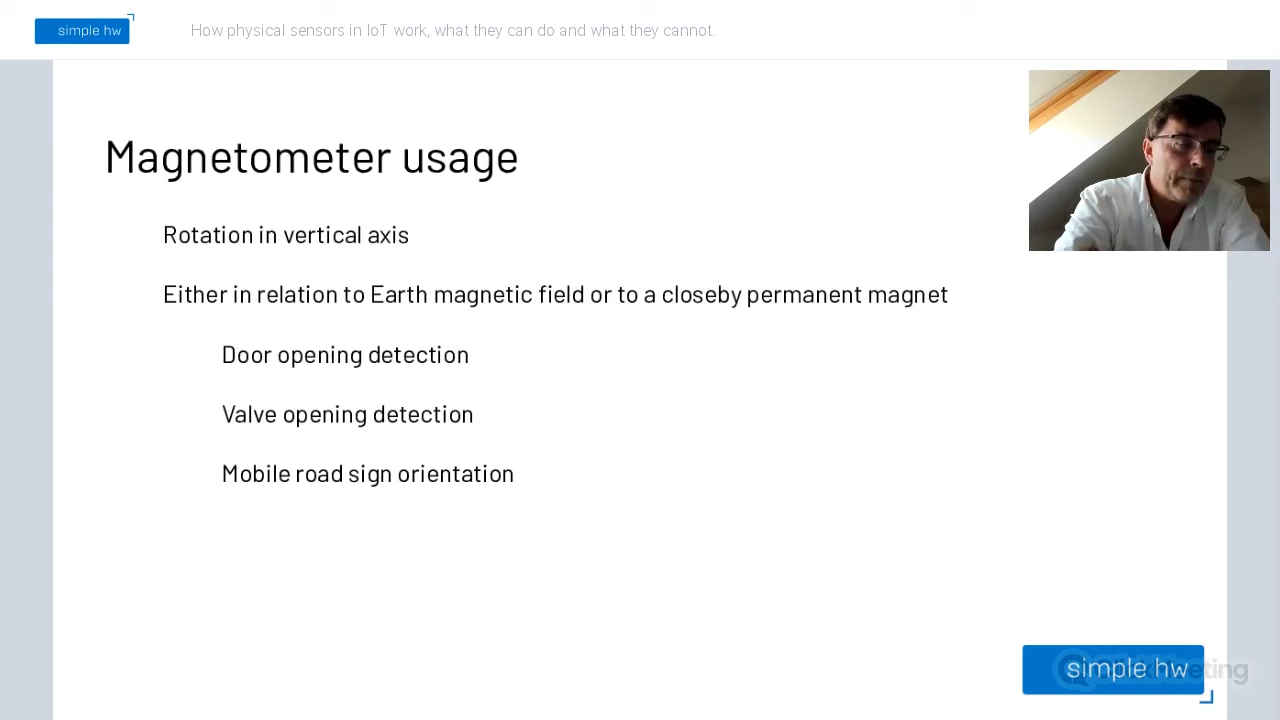 simple hw
How physical sensors in IoT work, what they can do and what they cannot.
Magnetometer usage
Rotation in vertical axis
Either in relation to Earth magnetic field or to a closeby permanent magnet
Door opening detection
Valve opening detection
Mobile road sign orientation
simple hw